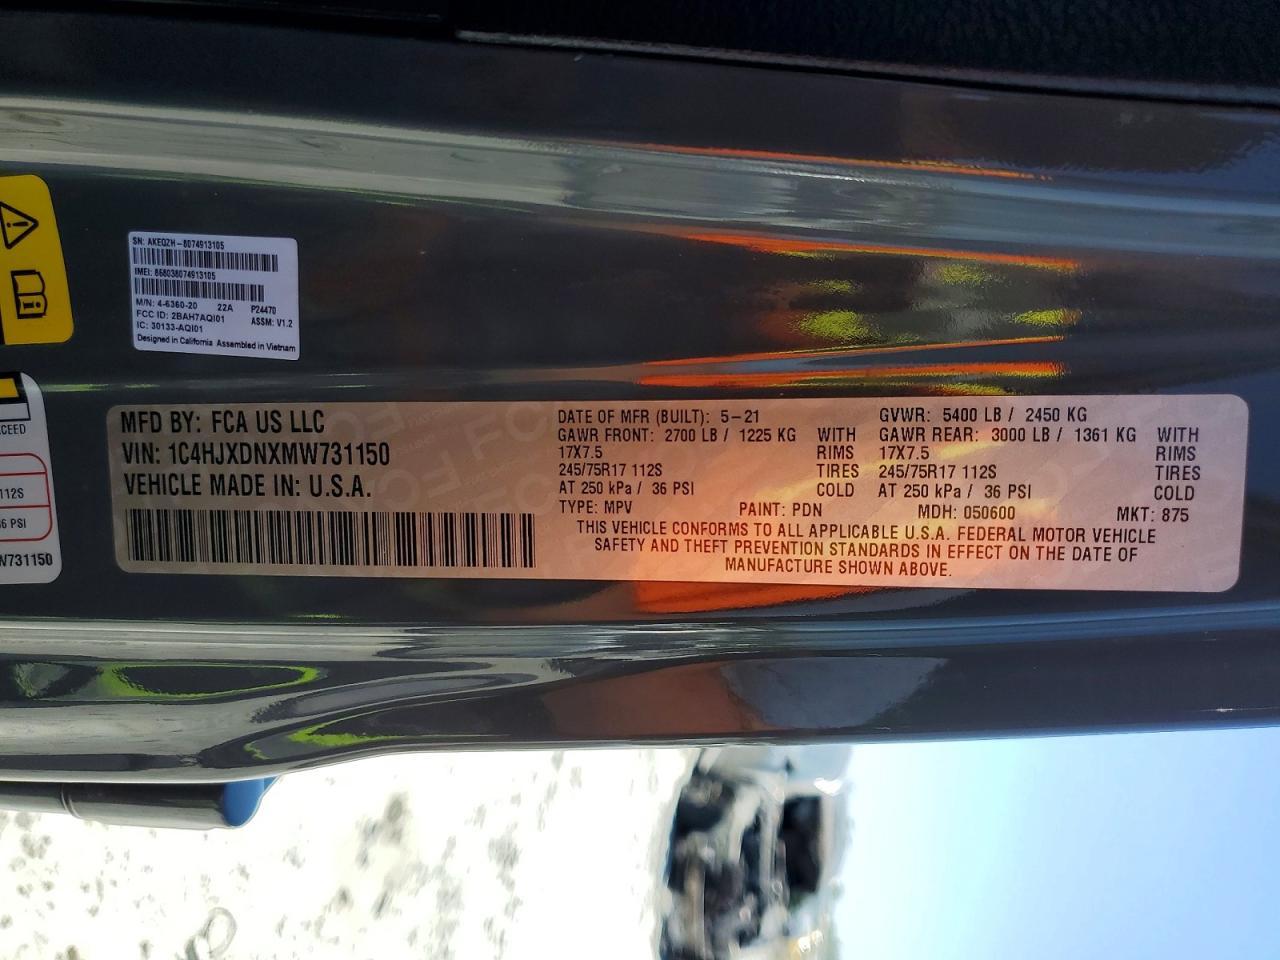 SN: AKEQZH-8074913105
IMEI: 868038074913105
M/N: 4-6360-20 22A P24470
FCC ID: 2BAH7AQI01 ASSM: V1.2
IC: 30133-AQI01
Designed in California Assembled in Vietnam
MFD BY: FCA US LLC
VIN: 1C4HJXDNXMW731150
VEHICLE MADE IN: U.S.A.
DATE OF MFR (BUILT): 5-21 GVWR: 5400 LB / 2450 KG
GAWR FRONT: 2700 LB / 1225 KG WITH GAWR REAR: 3000 LB / 1361 KG WITH
17X7.5 RIMS 17X7.5 RIMS
245/75R17 112S TIRES 245/75R17 112S TIRES
AT 250 kPa / 36 PSI COLD AT 250 kPa / 36 PSI COLD
TYPE: MPV PAINT: PDN MDH: 050600 MKT: 875
THIS VEHICLE CONFORMS TO ALL APPLICABLE U.S.A. FEDERAL MOTOR VEHICLE
SAFETY AND THEFT PREVENTION STANDARDS IN EFFECT ON THE DATE OF
MANUFACTURE SHOWN ABOVE.
112S
PSI
W731150